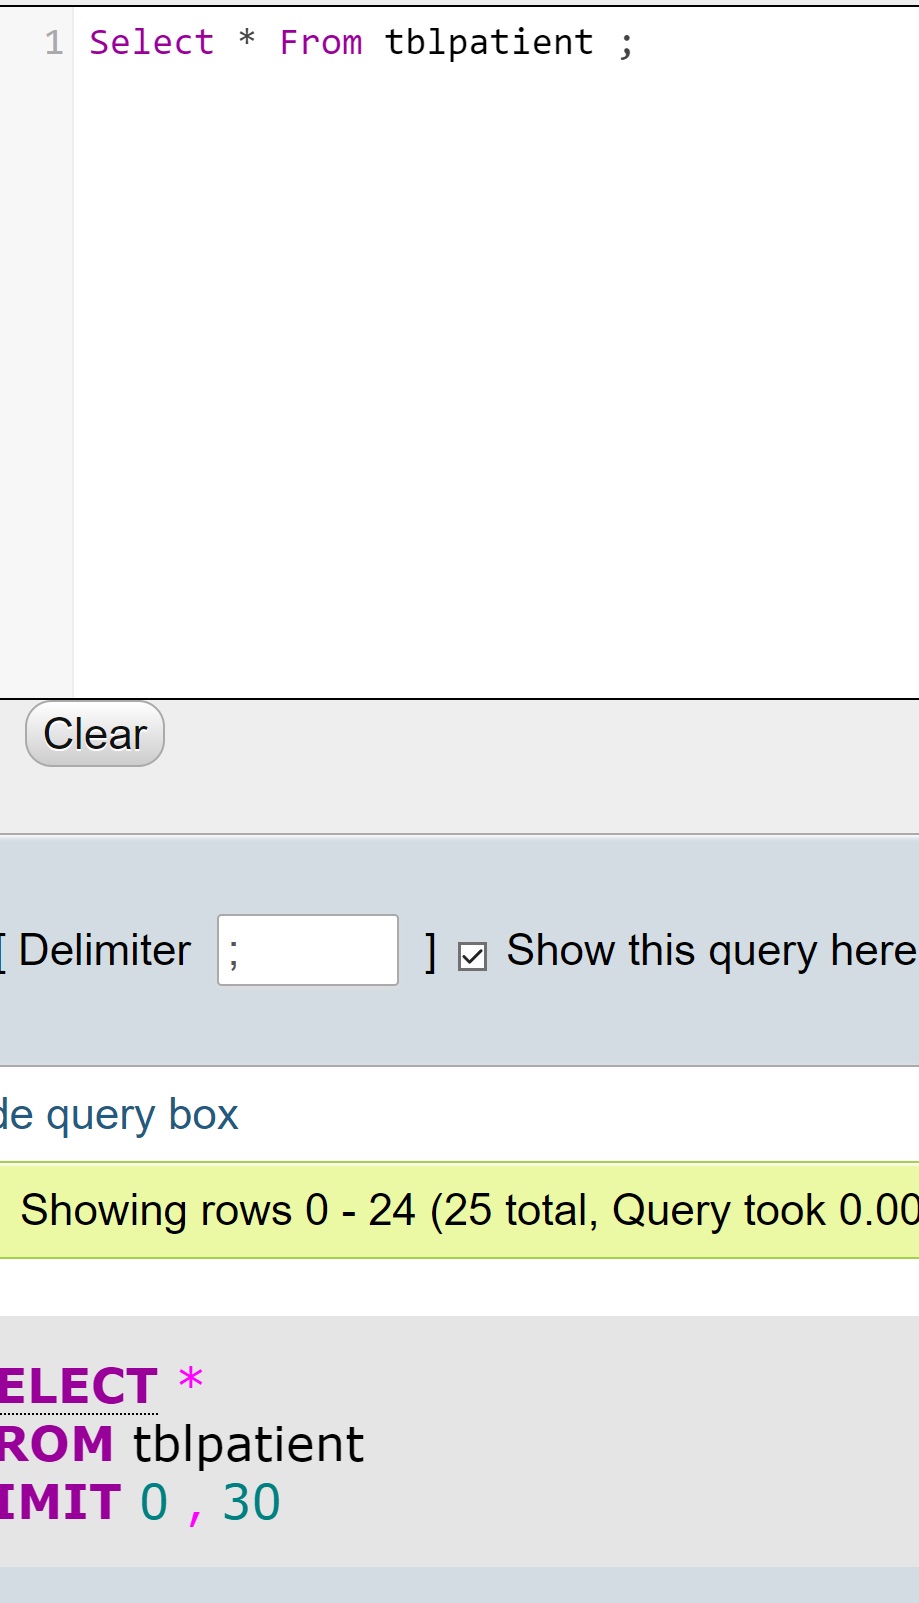 1 Select * From tblpatient ;
Clear
[ Delimiter ; ] Show this query here
de query box
Showing rows 0 - 24 (25 total, Query took 0.00
ELECT *
ROM tblpatient
IMIT 0 , 30